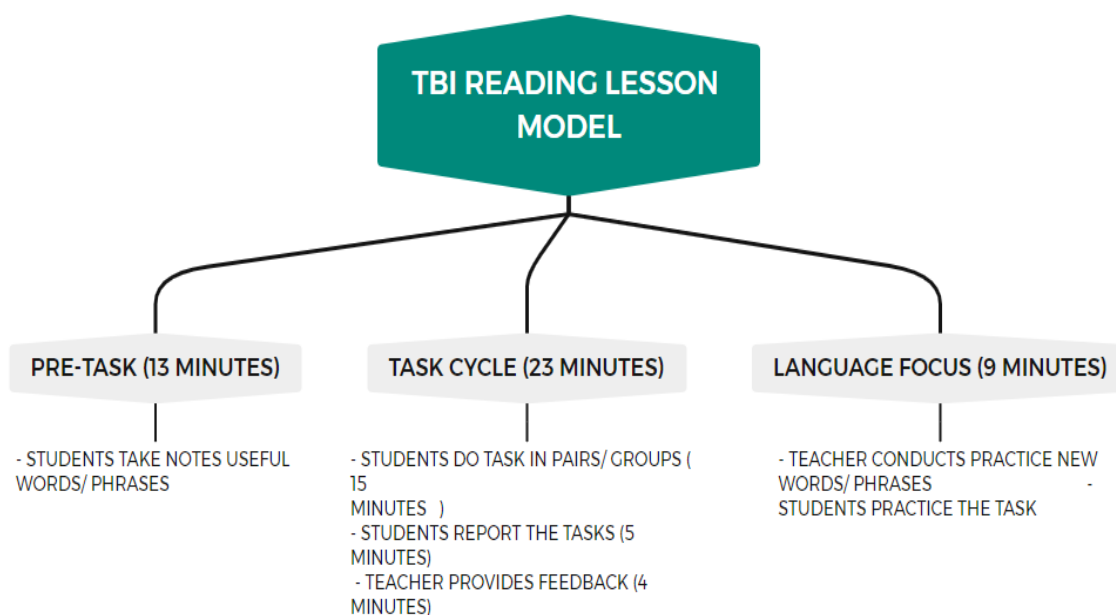 TBI READING LESSON
MODEL
PRE-TASK (13 MINUTES)
TASK CYCLE (23 MINUTES)
LANGUAGE FOCUS (9 MINUTES)
- STUDENTS TAKE NOTES USEFUL
WORDS/ PHRASES
- STUDENTS DO TASK IN PAIRS/ GROUPS (
15
MINUTES )
- STUDENTS REPORT THE TASKS (5
MINUTES)
- TEACHER PROVIDES FEEDBACK (4
MINUTES)
- TEACHER CONDUCTS PRACTICE NEW
WORDS/ PHRASES -
STUDENTS PRACTICE THE TASK